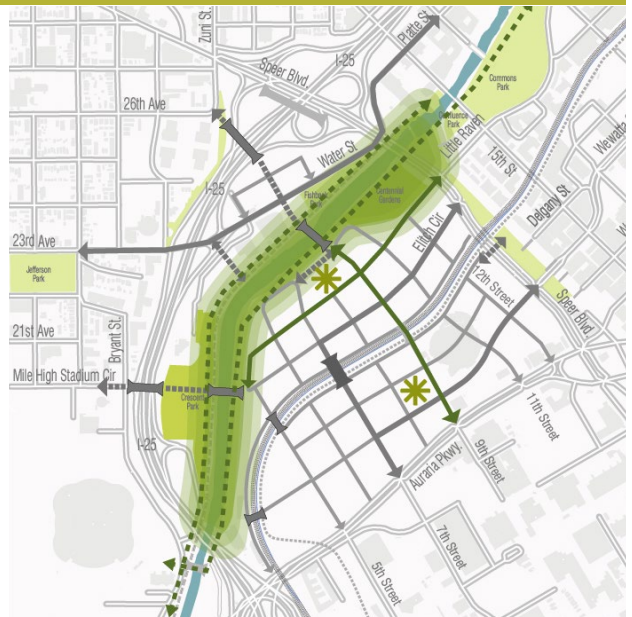 Zuni St.
Platte St
I-25
Speer Blvd.
Commons
Park
26th Ave
Confluence
Park
Little Raven
15th St.
Wewatta
Water St
I-25
Fishback
Park
Centennial
Gardens
Delgany St.
Elitch Cir
23rd Ave
Jefferson
Park
12th Street
Speer Blvd
21st Ave
Bryant St.
Mile High Stadium Cir
Crescent
Park
I-25
11th Street
9th Street
Auraria Pkwy.
7th Street
5th Street